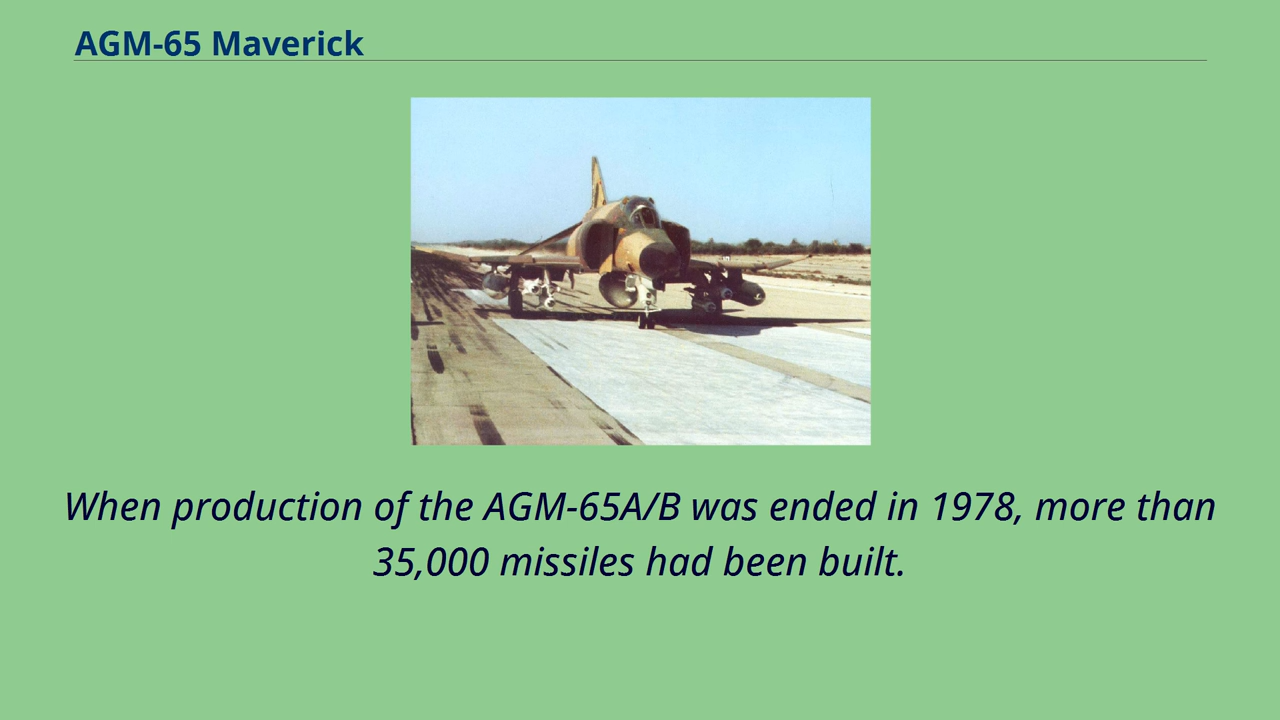 AGM-65 Maverick
When production of the AGM-65A/B was ended in 1978, more than
35,000 missiles had been built.